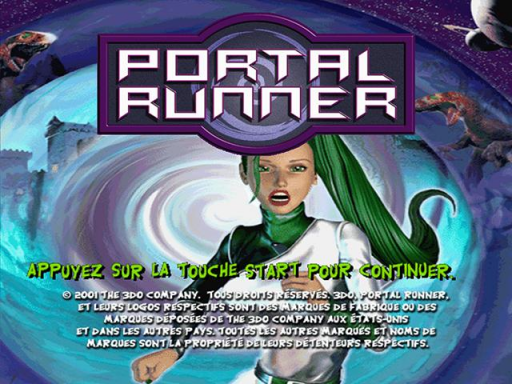 PORTAL
RUNNER
APPUYEZ SUR LA TOUCHE START POUR CONTINUER.
© 2001 THE 3DO COMPANY. TOUS DROITS RÉSERVÉS. 3DO, PORTAL RUNNER,
ET LEURS LOGOS RESPECTIFS SONT DES MARQUES DE FABRIQUE OU DES
MARQUES DÉPOSÉES DE THE 3DO COMPANY AUX ÉTATS-UNIS
ET DANS LES AUTRES PAYS. TOUTES LES AUTRES MARQUES ET NOMS DE
MARQUES SONT LA PROPRIÉTÉ DE LEURS DÉTENTEURS RESPECTIFS.